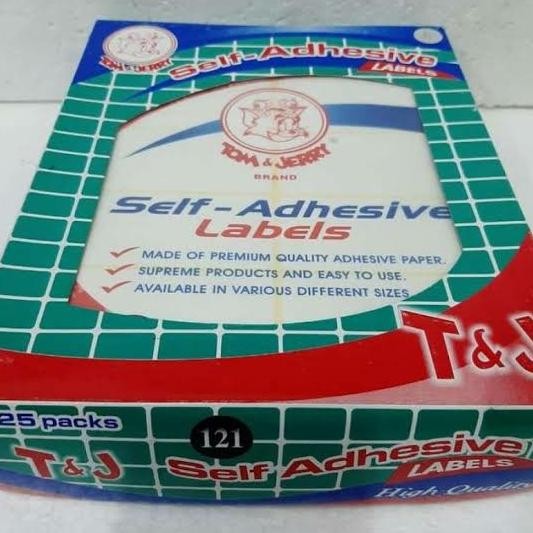 TOM & JERRY
Self-Adhesive
LABELS
TOM & JERRY
BRAND
Self-Adhesive
Labels
MADE OF PREMIUM QUALITY ADHESIVE PAPER.
SUPREME PRODUCTS AND EASY TO USE.
AVAILABLE IN VARIOUS DIFFERENT SIZES
T & J
25 packs
121
T & J
Self Adhesive
LABELS
High Quality